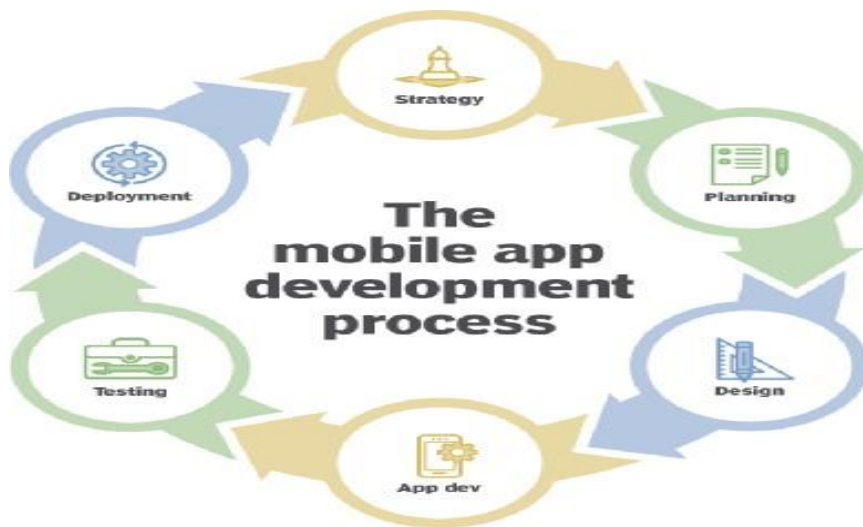 Strategy
Planning
Design
App dev
Testing
Deployment
The
mobile app
development
process